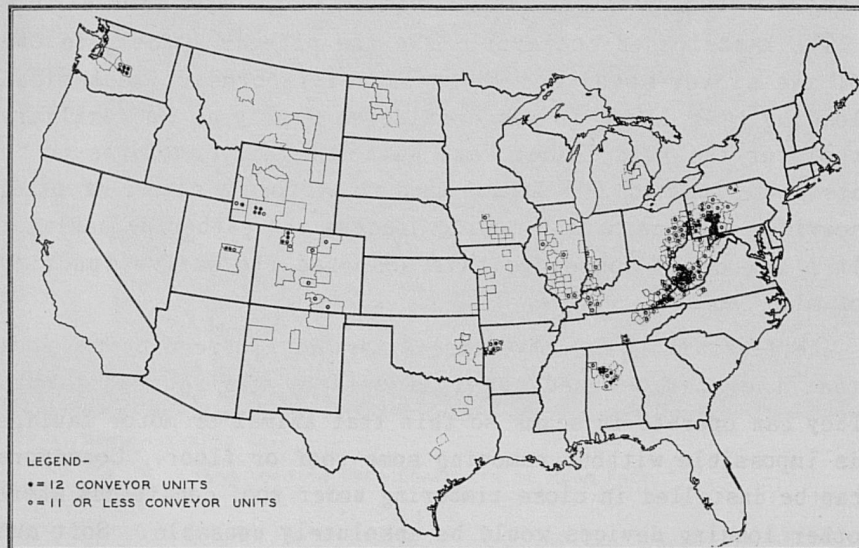 LEGEND-
• = 12 CONVEYOR UNITS
○ = 11 OR LESS CONVEYOR UNITS